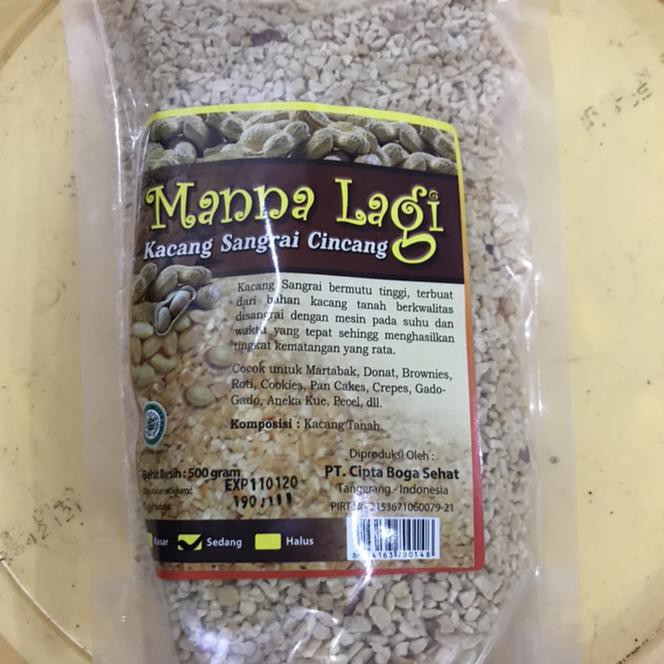 Manna Lagi
Kacang Sangrai Cincang
Kacang Sangrai bermutu tinggi, terbuat
dari bahan kacang tanah berkwalitas
disangrai dengan mesin pada suhu dan
waktu yang tepat sehingg menghasilkan
tingkat kematangan yang rata.
Cocok untuk Martabak, Donat, Brownies,
Roti, Cookies, Pan Cakes, Crepes, Gado-
Gado, Aneka Kue, Pecel, dll.
Komposisi : Kacang Tanah.
Diproduksi Oleh :
PT. Cipta Boga Sehat
Tanggrang - Indonesia
Berat Bersih : 500 gram
EXP110120
Kasar Sedang Halus